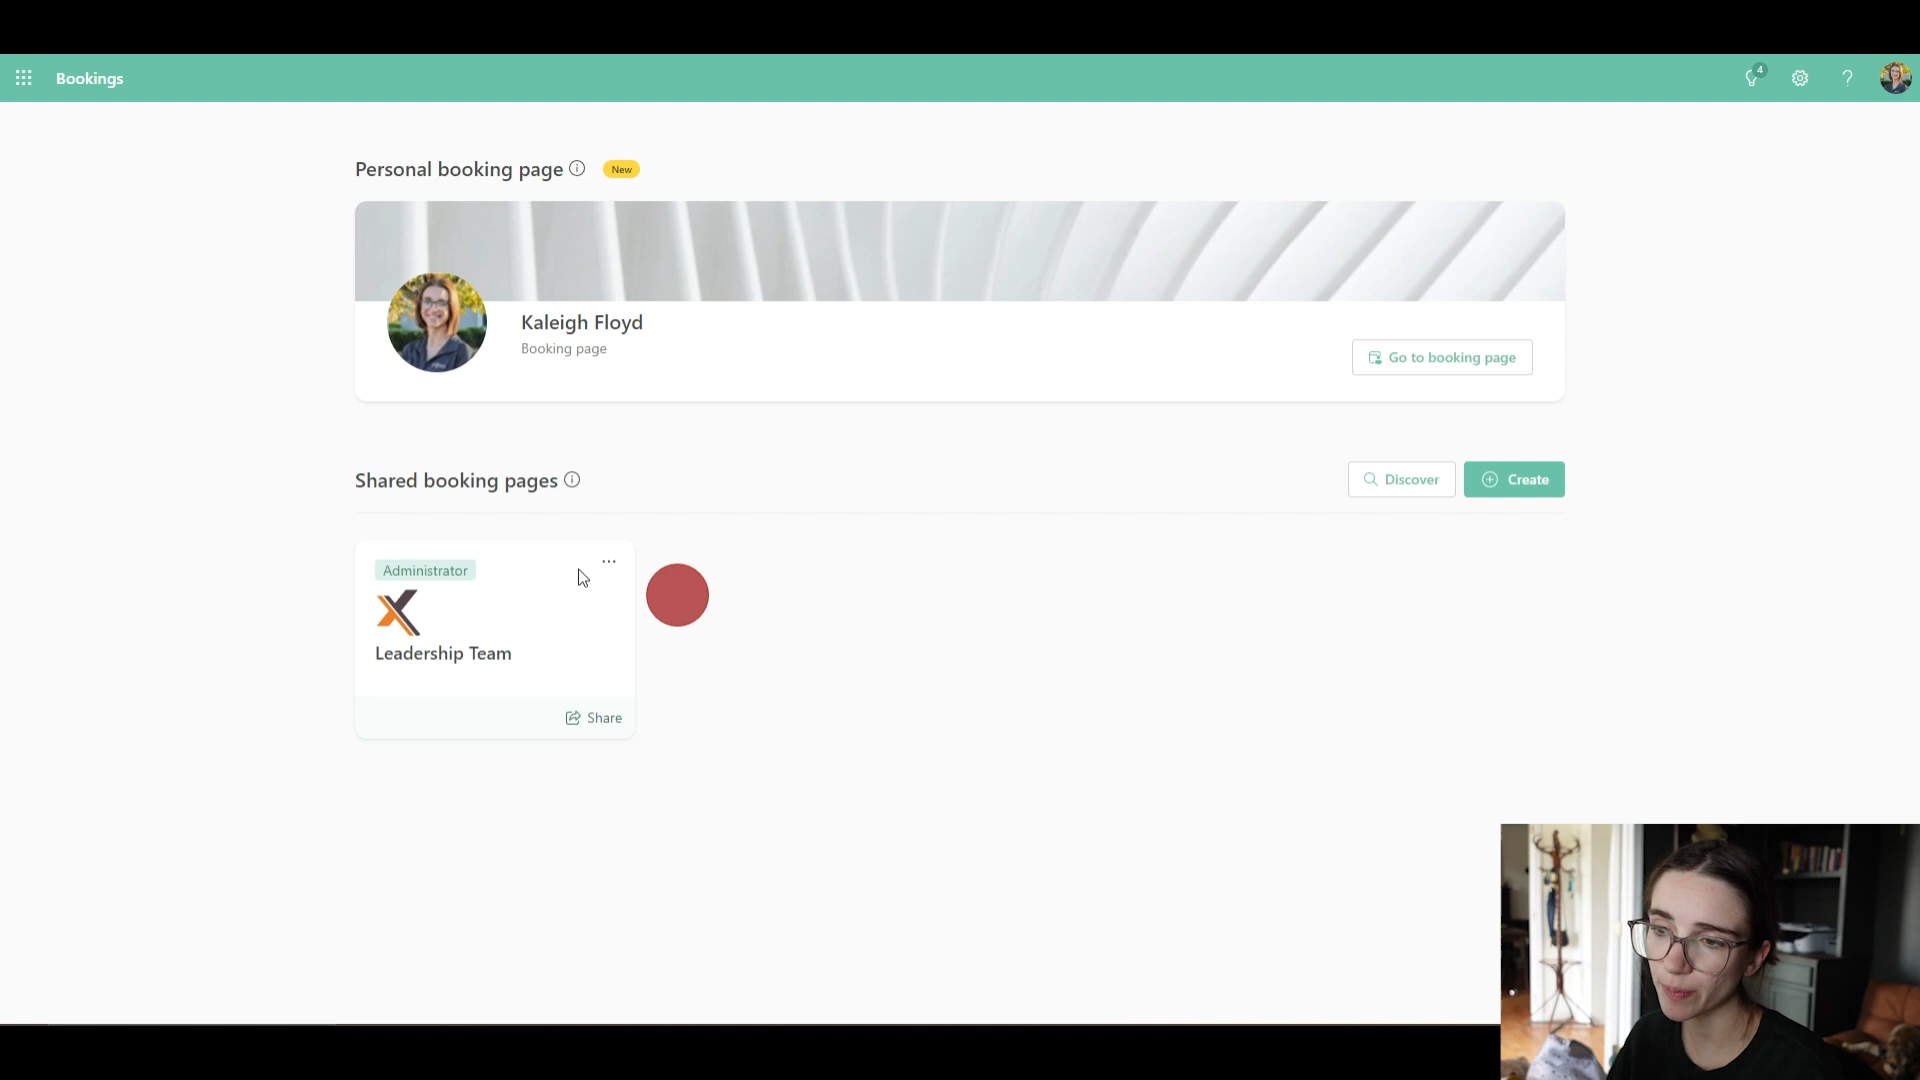 Bookings
4
Personal booking page
New
Kaleigh Floyd
Booking page
Go to booking page
Shared booking pages
Discover
Create
Administrator
Leadership Team
Share